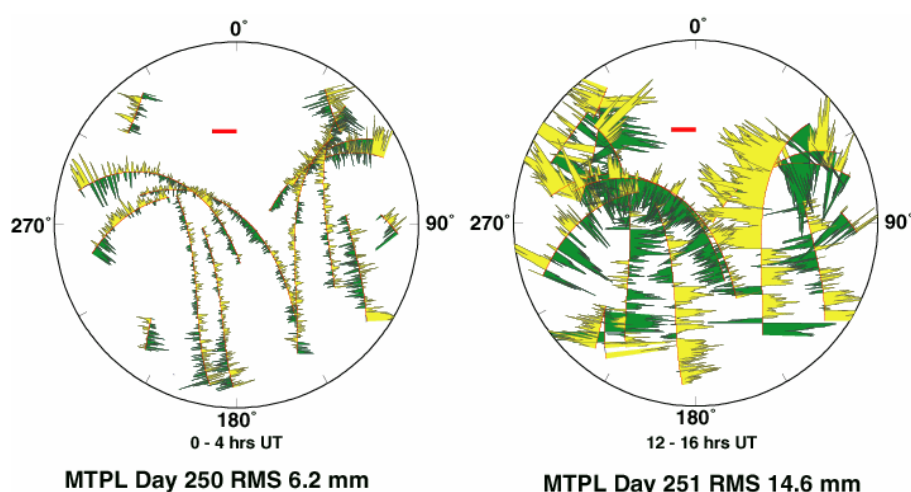 0°
270°
90°
180°
0 - 4 hrs UT
MTPL Day 250 RMS 6.2 mm
0°
270°
90°
180°
12 - 16 hrs UT
MTPL Day 251 RMS 14.6 mm